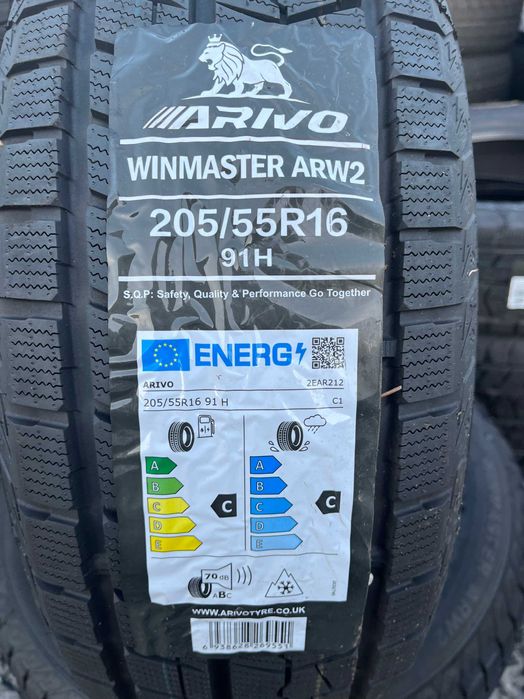 ARIVO
WINMASTER ARW2
205/55R16
91H
S.Q.P: Safety, Quality & Performance Go Together
ENERG
ARIVO 2EAR212
205/55R16 91 H C1
A A
B B
C C C C
D D
E E
70 dB
ABC
WWW.ARIVOTYRE.CO.UK